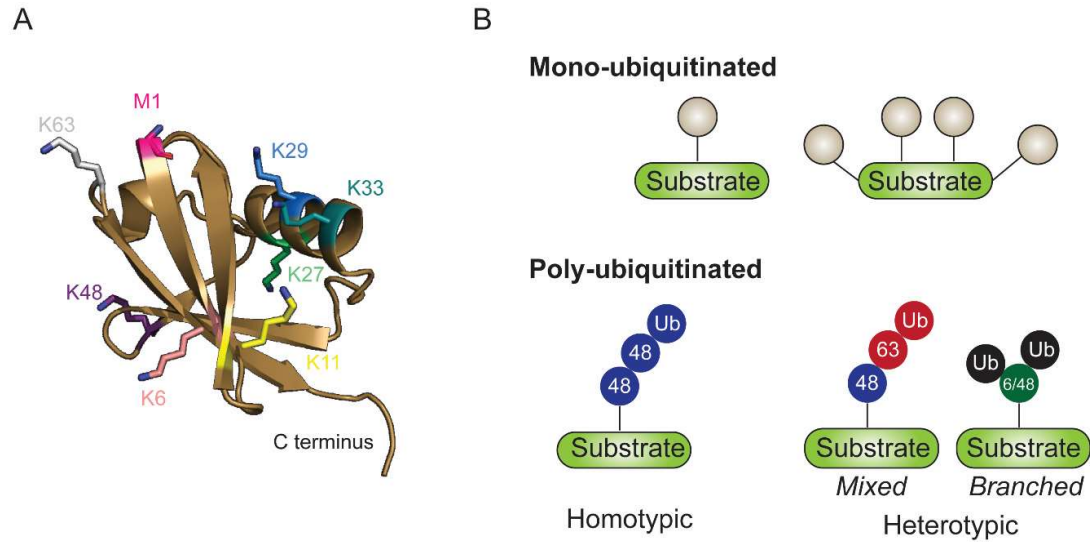 A
M1
K63
K29
K33
K27
K48
K11
K6
C terminus
B
Mono-ubiquitinated
Substrate
Substrate
Poly-ubiquitinated
Ub
48
48
Substrate
Homotypic
Ub
63
48
Substrate
Mixed
Ub
Ub
6/48
Substrate
Branched
Heterotypic